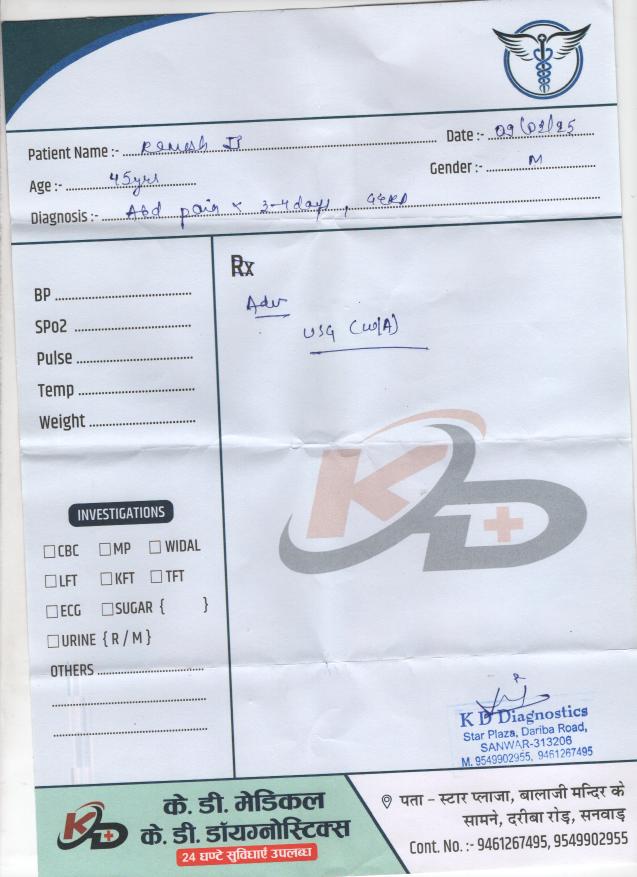 Patient Name :- Ramesh Ji
Date :- 09/02/25
Age :- 45yrs
Gender :- M
Diagnosis :- Abd pain x 3-4days, GERD
Rx
BP
SPo2
Pulse
Temp
Weight
Adv
USG (W/A)
INVESTIGATIONS
CBC MP WIDAL
LFT KFT TFT
ECG SUGAR { }
URINE { R / M }
OTHERS
KD
K D Diagnostics
Star Plaza, Dariba Road,
SANWAR-313206
M. 9549902955, 9461267495
KD
के. डी. मेडिकल
के. डी. डॉयग्नोस्टिक्स
24 घण्टे सुविधाएं उपलब्ध
पता – स्टार प्लाजा, बालाजी मन्दिर के
सामने, दरीबा रोड़, सनवाड़
Cont. No. :- 9461267495, 9549902955